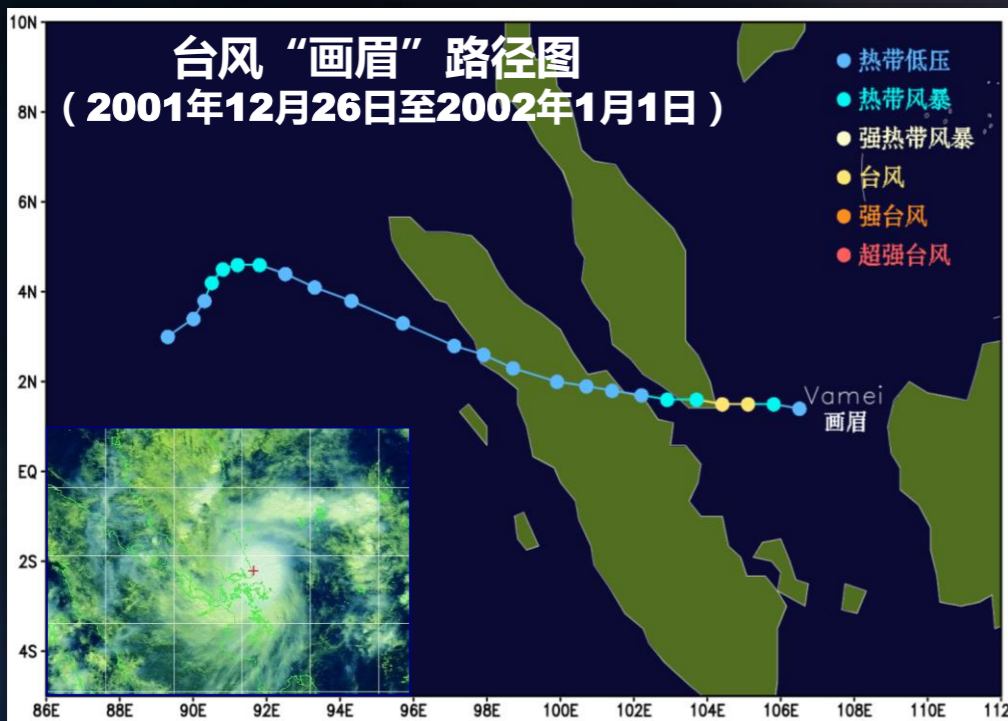 台风“画眉”路径图
（2001年12月26日至2002年1月1日）
热带低压
热带风暴
强热带风暴
台风
强台风
超强台风
Vamei
画眉
10N
8N
6N
4N
2N
EQ
2S
4S
86E 88E 90E 92E 94E 96E 98E 100E 102E 104E 106E 108E 110E 112